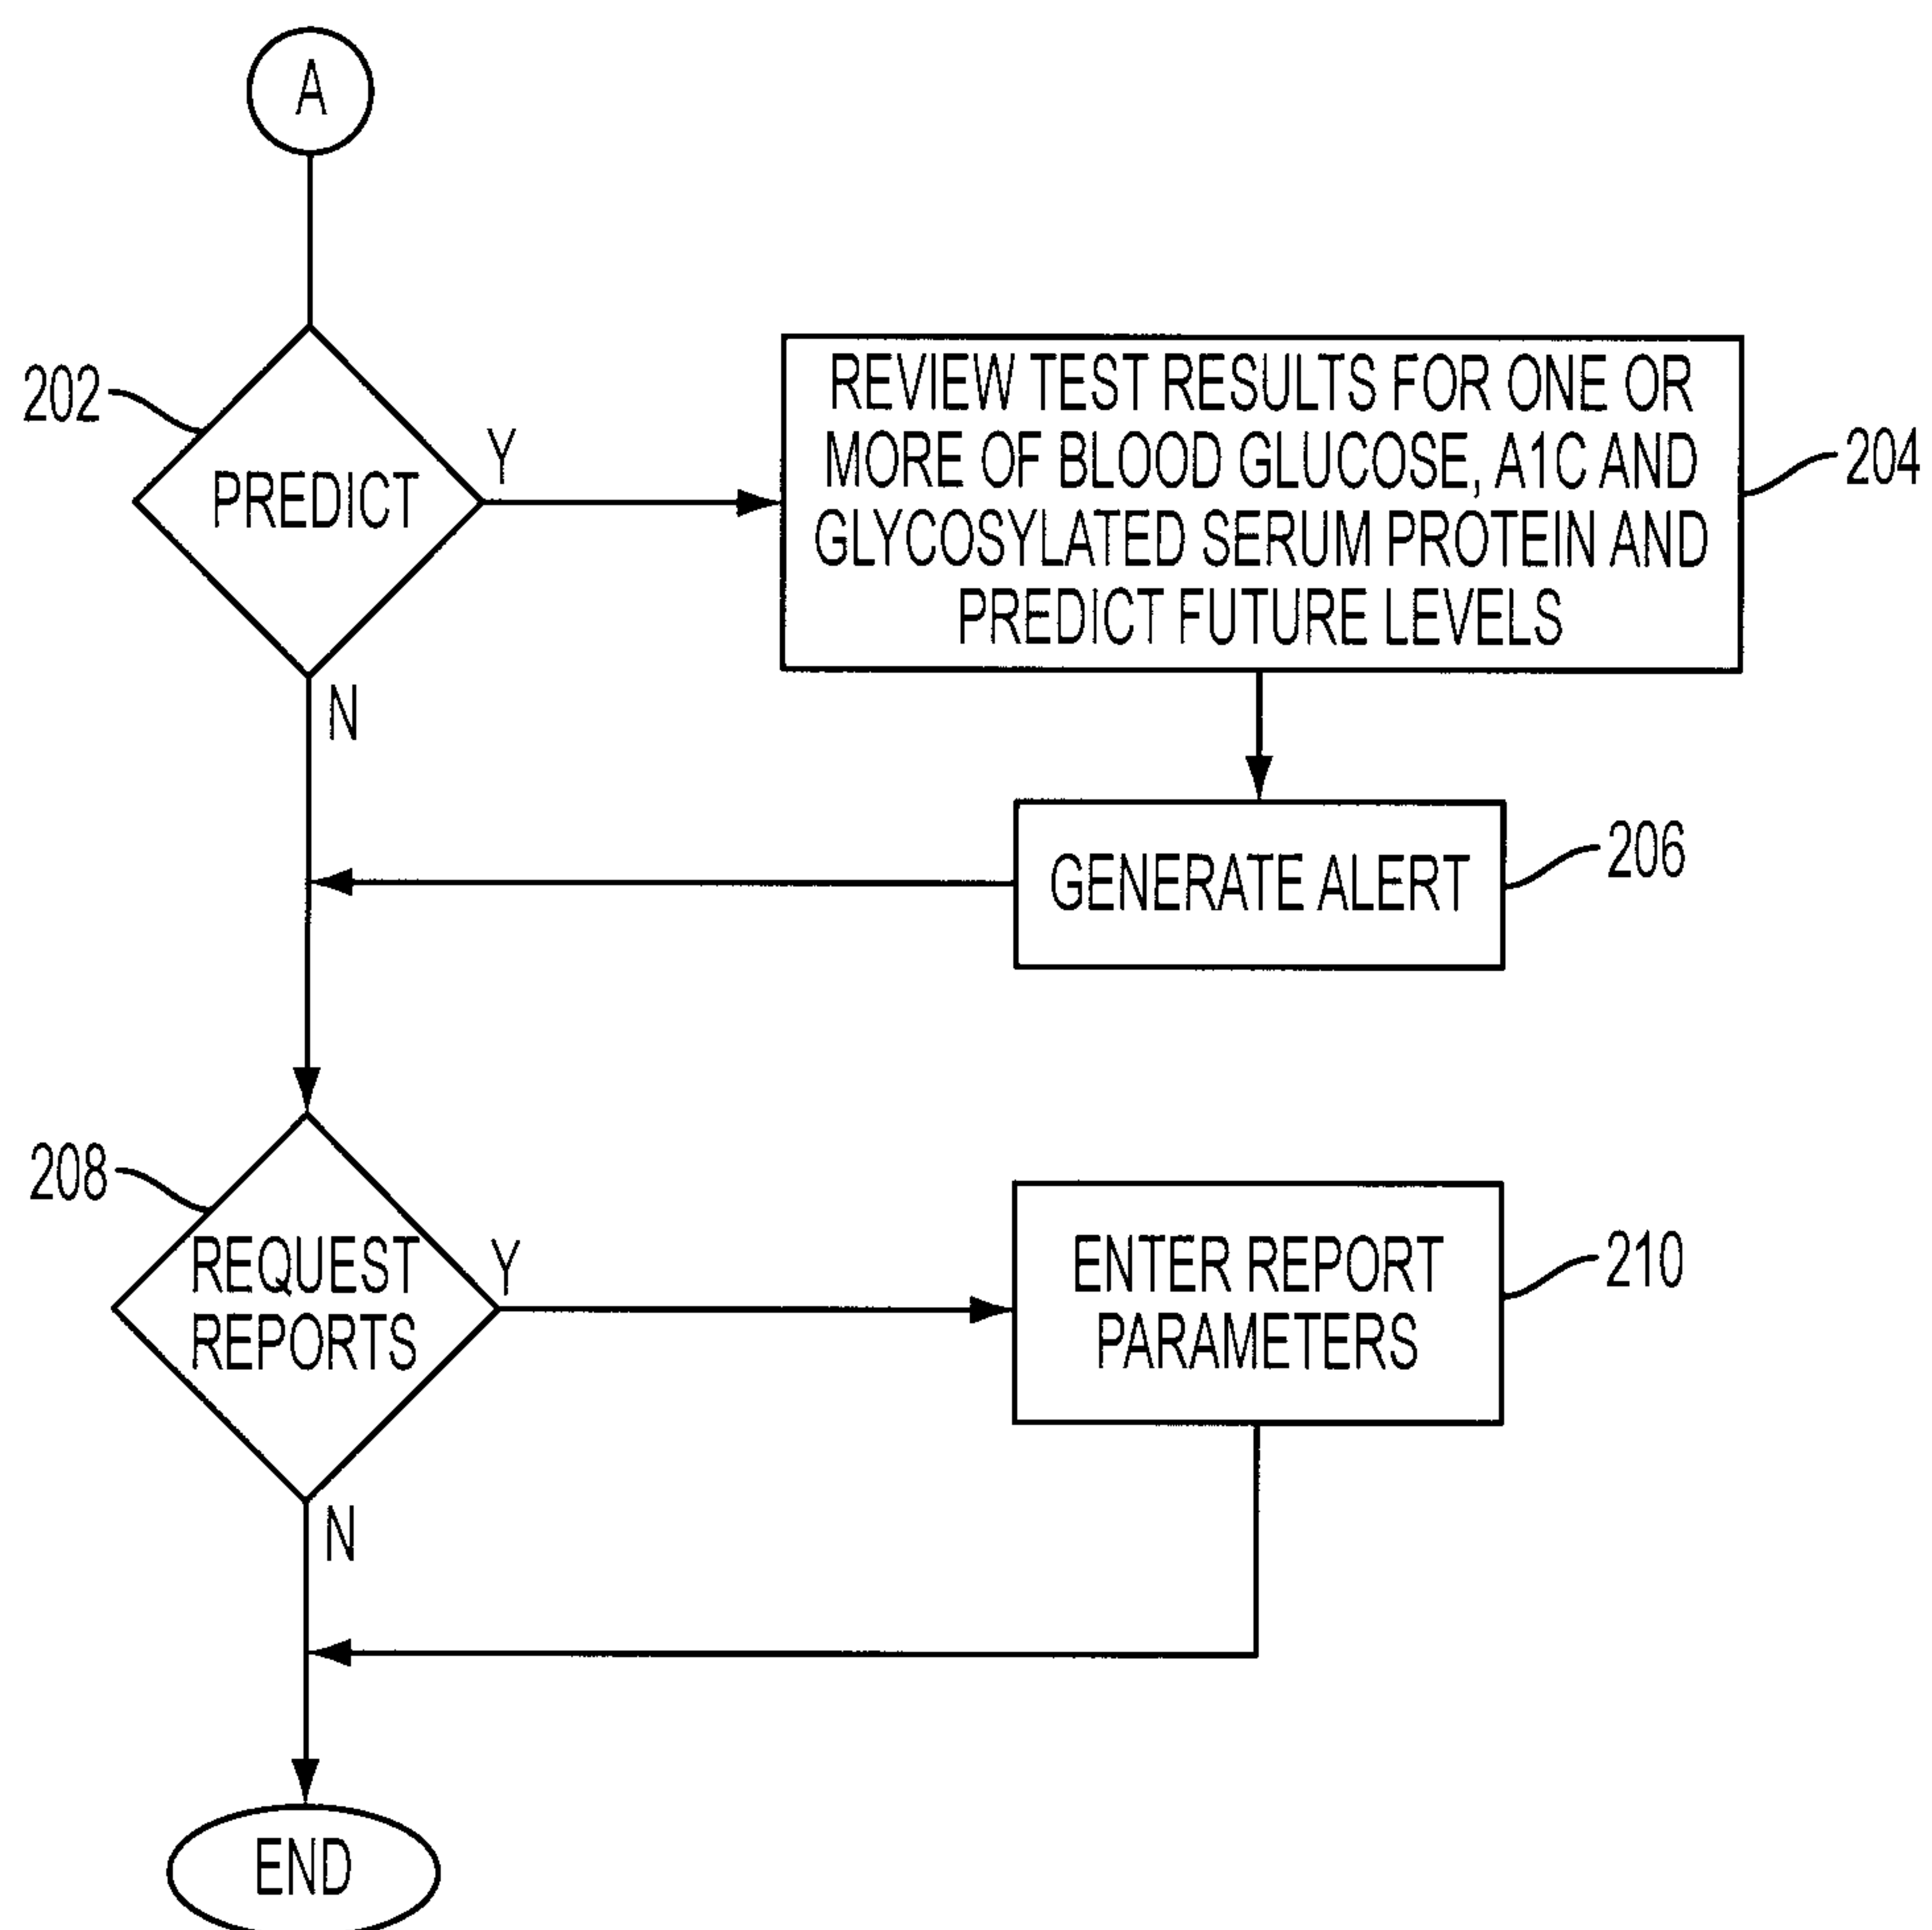 A
202
PREDICT
Y
N
REVIEW TEST RESULTS FOR ONE OR
MORE OF BLOOD GLUCOSE, A1C AND
GLYCOSYLATED SERUM PROTEIN AND
PREDICT FUTURE LEVELS
204
GENERATE ALERT
206
208
REQUEST
REPORTS
Y
N
ENTER REPORT
PARAMETERS
210
END